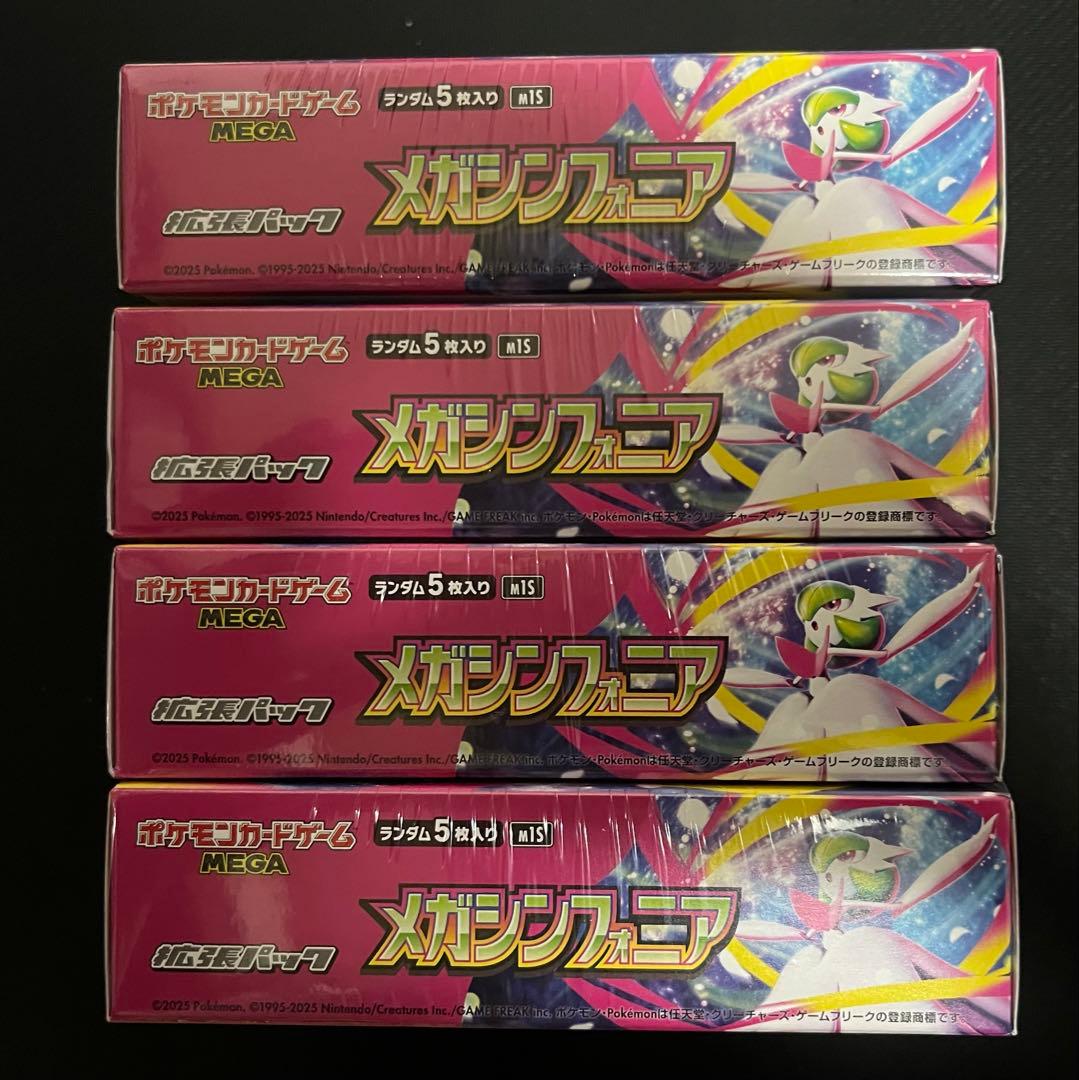 ポケモンカードゲーム
MEGA
ランダム5枚入り M1S
メガシンフォニア
拡張パック
©2025 Pokémon. ©1995-2025 Nintendo/Creatures Inc./GAME FREAK inc. ポケモン・Pokémonは任天堂・クリーチャーズ・ゲームフリークの登録商標です。
ポケモンカードゲーム
MEGA
ランダム5枚入り M1S
メガシンフォニア
拡張パック
©2025 Pokémon. ©1995-2025 Nintendo/Creatures Inc./GAME FREAK inc. ポケモン・Pokémonは任天堂・クリーチャーズ・ゲームフリークの登録商標です。
ポケモンカードゲーム
MEGA
ランダム5枚入り M1S
メガシンフォニア
拡張パック
©2025 Pokémon. ©1995-2025 Nintendo/Creatures Inc./GAME FREAK inc. ポケモン・Pokémonは任天堂・クリーチャーズ・ゲームフリークの登録商標です。
ポケモンカードゲーム
MEGA
ランダム5枚入り M1S
メガシンフォニア
拡張パック
©2025 Pokémon. ©1995-2025 Nintendo/Creatures Inc./GAME FREAK inc. ポケモン・Pokémonは任天堂・クリーチャーズ・ゲームフリークの登録商標です。